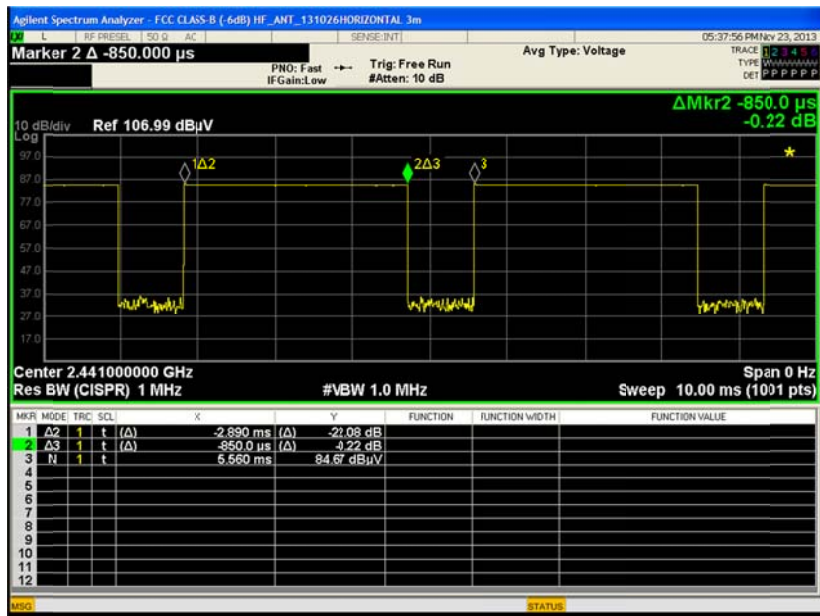 Agilent Spectrum Analyzer - FCC CLASS-B (-6dB) HF_ANT_131026HORIZONTAL 3m
L RF PRESEL 50 Ω AC SENSE:INT 05:37:56 PM Nov 23, 2013
Marker 2 Δ -850.000 µs
PNO: Fast
IFGain:Low
Trig: Free Run
#Atten: 10 dB
Avg Type: Voltage
TRACE 1 2 3 4 5 6
TYPE
DET P P P P P P
ΔMkr2 -850.0 µs
-0.22 dB
10 dB/div Ref 106.99 dBµV
Log
97.0
87.0
77.0
67.0
57.0
47.0
37.0
27.0
17.0
1Δ2
2Δ3
3
*
Center 2.441000000 GHz Span 0 Hz
Res BW (CISPR) 1 MHz #VBW 1.0 MHz Sweep 10.00 ms (1001 pts)
MKR MODE TRC SCL X Y FUNCTION FUNCTION WIDTH FUNCTION VALUE
1 Δ2 1 t (Δ) -2.890 ms (Δ) -22.08 dB
2 Δ3 1 t (Δ) -850.0 µs (Δ) -0.22 dB
3 N 1 t 5.560 ms 84.67 dBµV
4
5
6
7
8
9
10
11
12
MSG STATUS